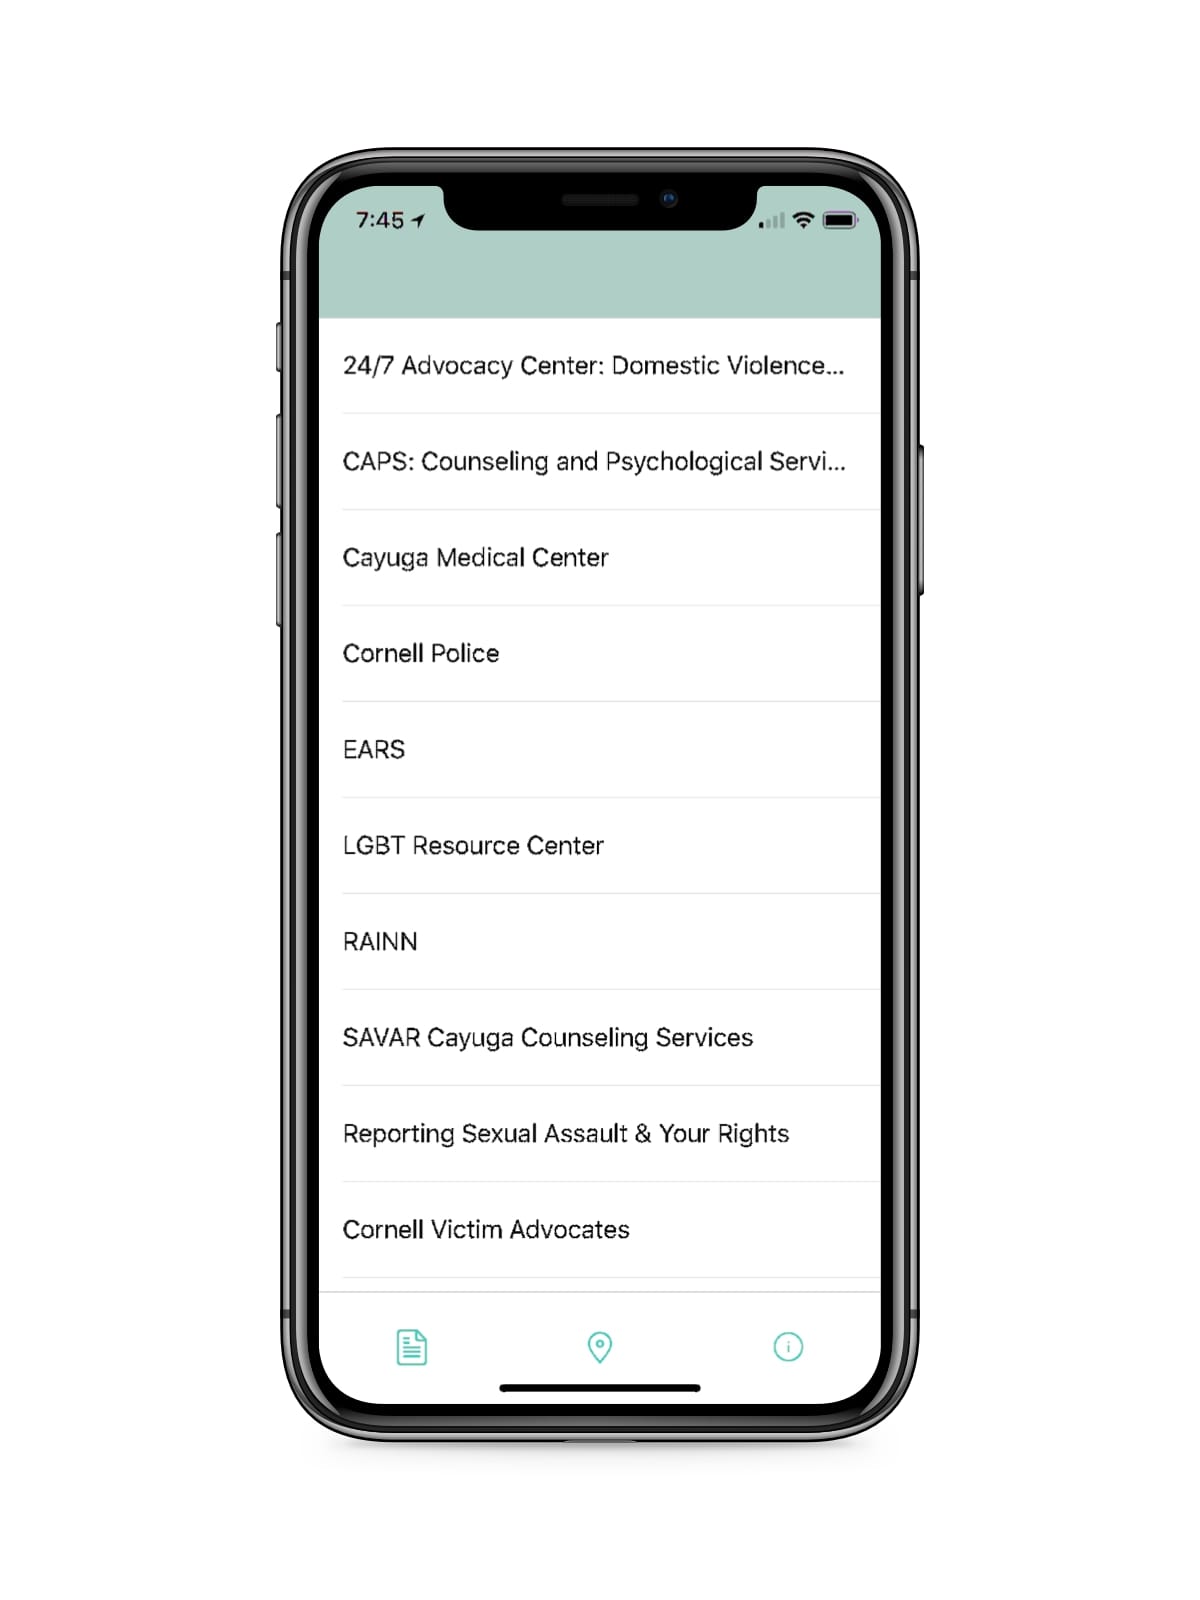 7:45
24/7 Advocacy Center: Domestic Violence...
CAPS: Counseling and Psychological Servi...
Cayuga Medical Center
Cornell Police
EARS
LGBT Resource Center
RAINN
SAVAR Cayuga Counseling Services
Reporting Sexual Assault & Your Rights
Cornell Victim Advocates